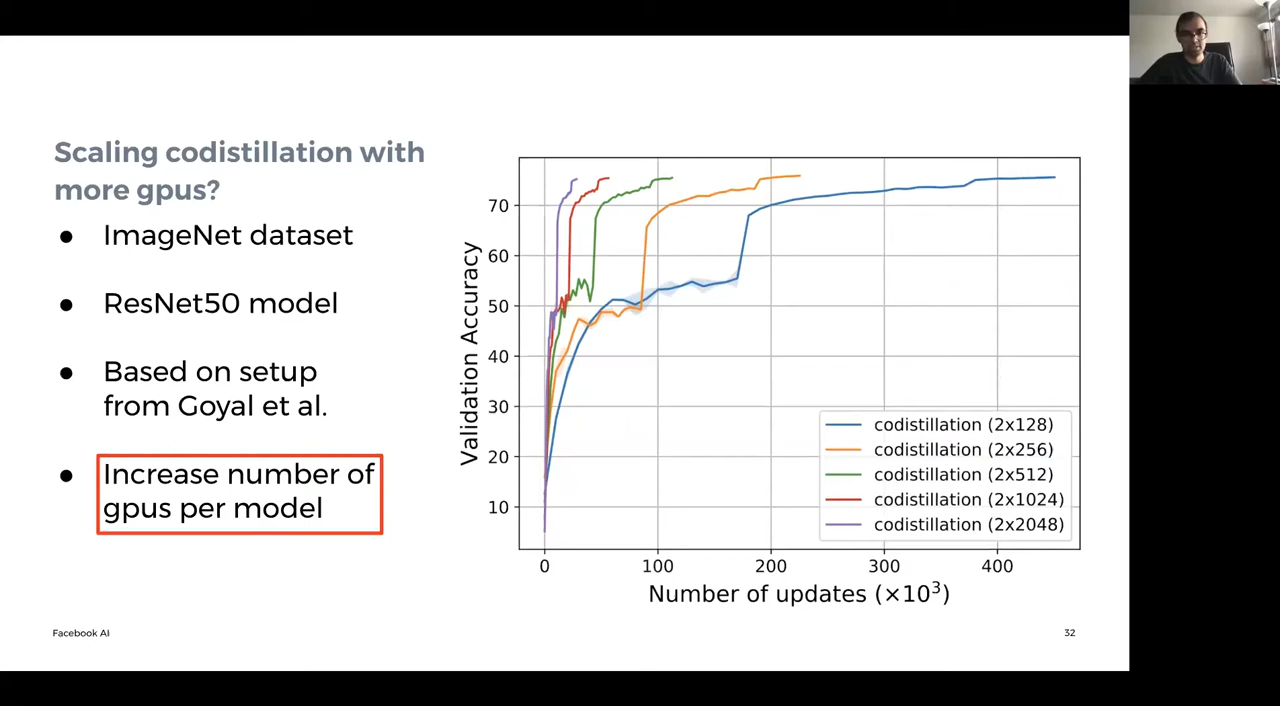 Scaling codistillation with
more gpus?
● ImageNet dataset
● ResNet50 model
● Based on setup
from Goyal et al.
● Increase number of
gpus per model
Validation Accuracy
70
60
50
40
30
20
10
0 100 200 300 400
Number of updates (×10³)
codistillation (2x128)
codistillation (2x256)
codistillation (2x512)
codistillation (2x1024)
codistillation (2x2048)
Facebook AI
32